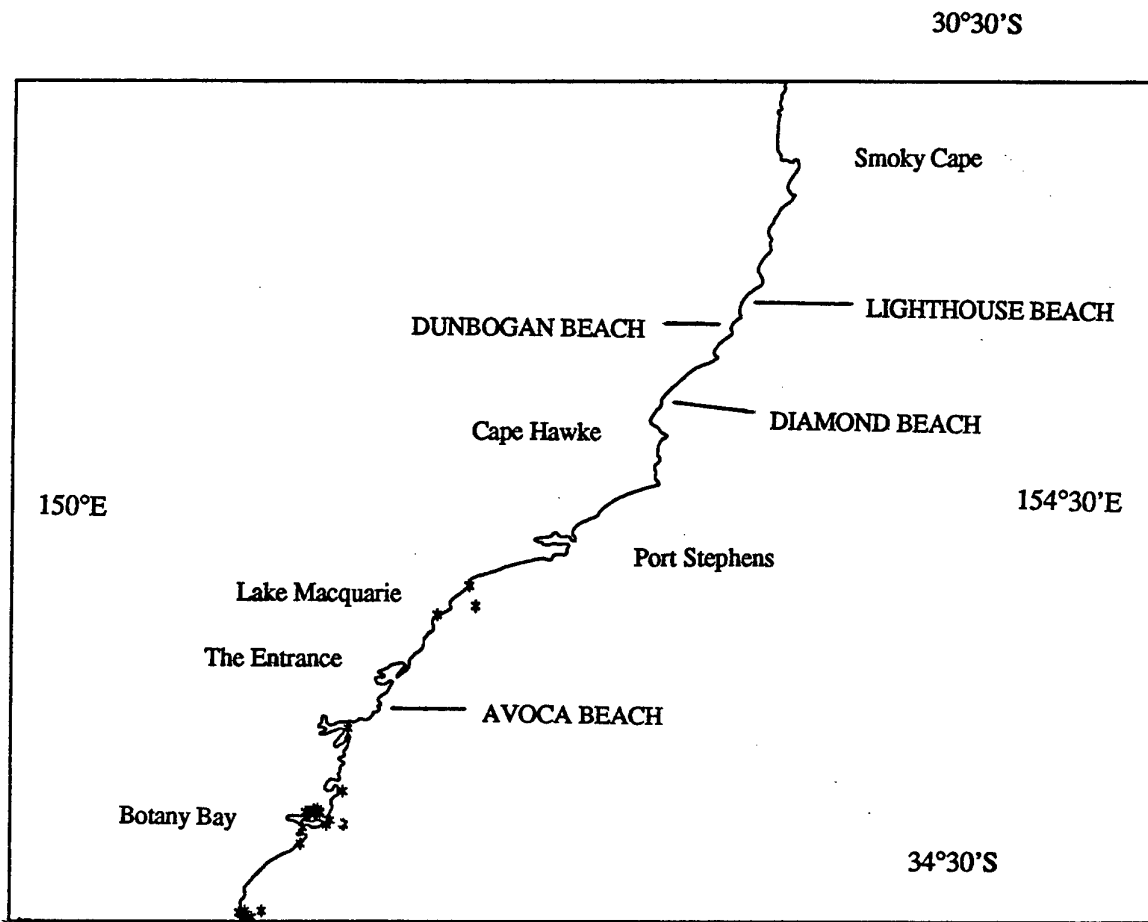 30°30'S
Smoky Cape
LIGHTHOUSE BEACH
DUNBOGAN BEACH
DIAMOND BEACH
Cape Hawke
150°E
154°30'E
Port Stephens
Lake Macquarie
The Entrance
AVOCA BEACH
Botany Bay
34°30'S